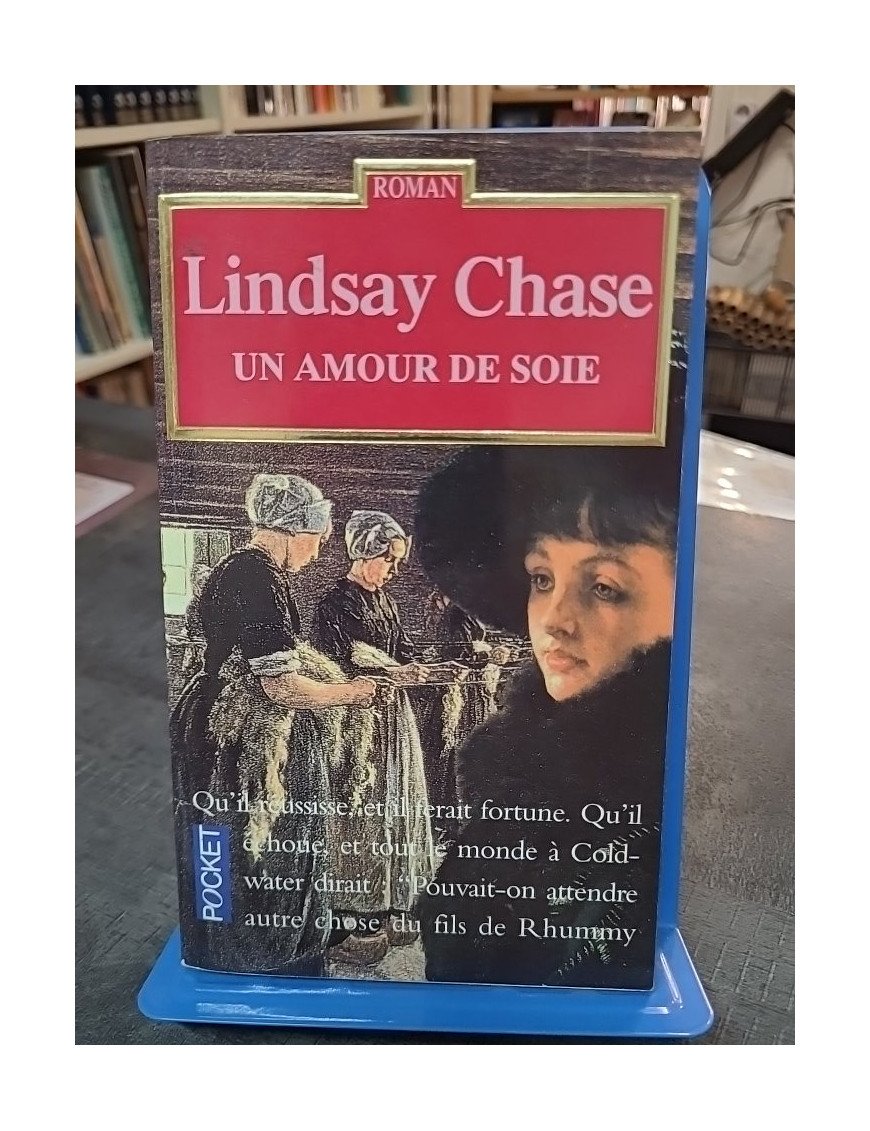 ROMAN
Lindsay Chase
UN AMOUR DE SOIE
Qu'il réussisse, et il ferait fortune. Qu'il
échoue, et tout le monde à Cold-
water dirait : "Pouvait-on attendre
autre chose du fils de Rhummy
POCKET